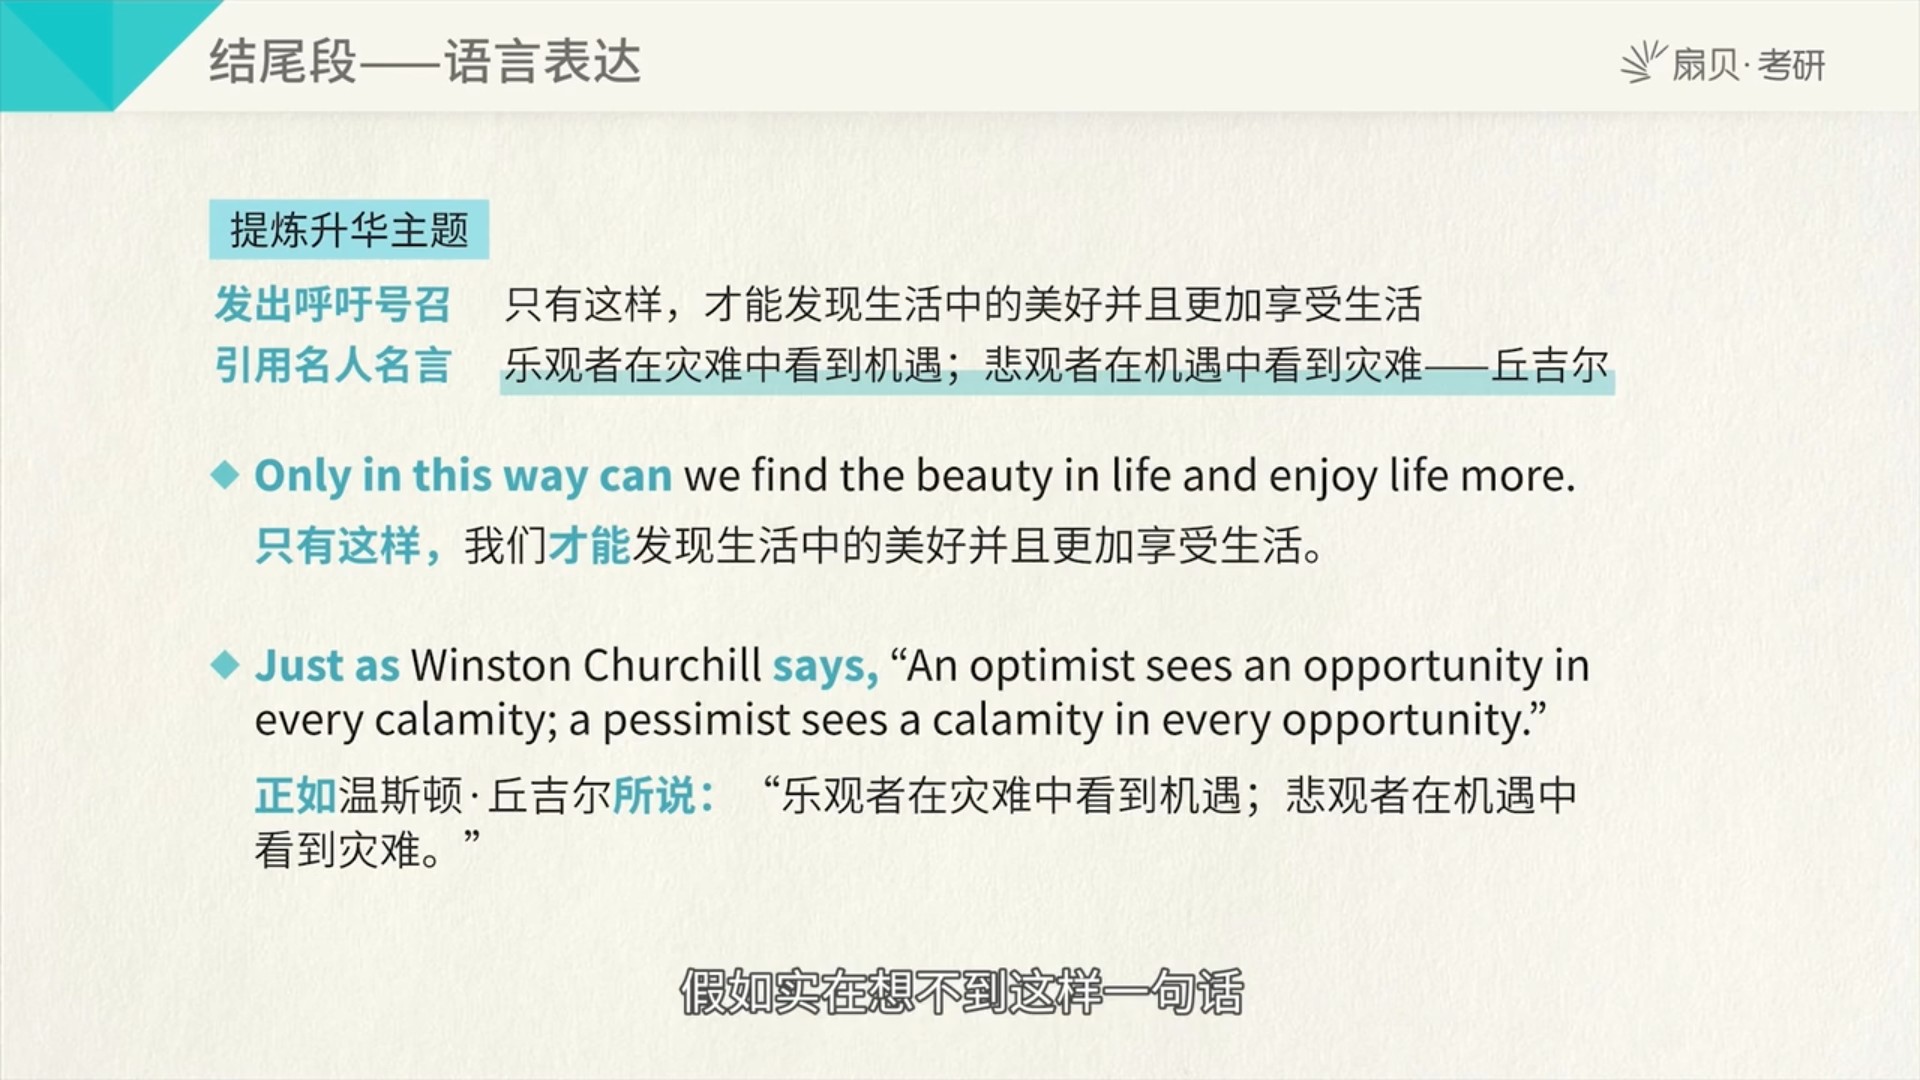 结尾段——语言表达
扇贝·考研
提炼升华主题
发出呼吁号召 只有这样，才能发现生活中的美好并且更加享受生活
引用名人名言 乐观者在灾难中看到机遇；悲观者在机遇中看到灾难——丘吉尔
Only in this way can we find the beauty in life and enjoy life more.
只有这样，我们才能发现生活中的美好并且更加享受生活。
Just as Winston Churchill says, “An optimist sees an opportunity in
every calamity; a pessimist sees a calamity in every opportunity.”
正如温斯顿·丘吉尔所说：“乐观者在灾难中看到机遇；悲观者在机遇中
看到灾难。”
假如实在想不到这样一句话